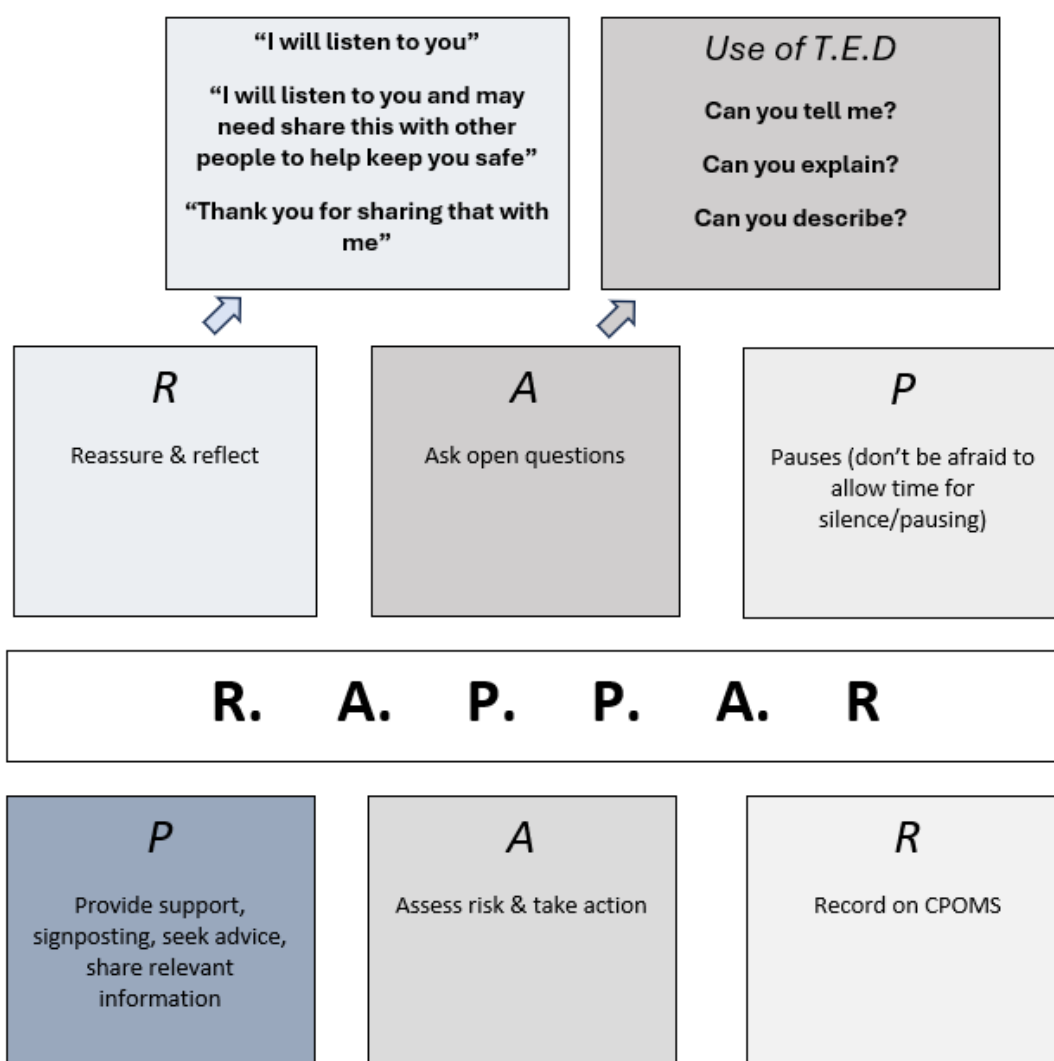 “I will listen to you”
“I will listen to you and may
need share this with other
people to help keep you safe”
“Thank you for sharing that with
me”
Use of T.E.D
Can you tell me?
Can you explain?
Can you describe?
R
Reassure & reflect
A
Ask open questions
P
Pauses (don’t be afraid to
allow time for
silence/pausing)
R. A. P. P. A. R
P
Provide support,
signposting, seek advice,
share relevant
information
A
Assess risk & take action
R
Record on CPOMS